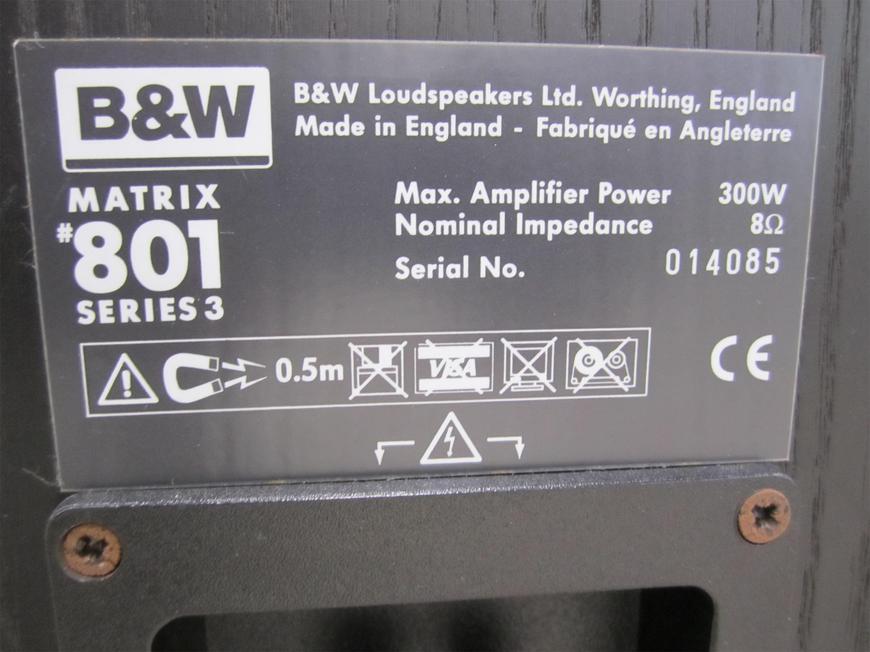 B&W
B&W Loudspeakers Ltd. Worthing, England
Made in England - Fabriqué en Angleterre
MATRIX
#801
SERIES 3
Max. Amplifier Power 300W
Nominal Impedance 8Ω
Serial No. 014085
0.5m
VISA
CE